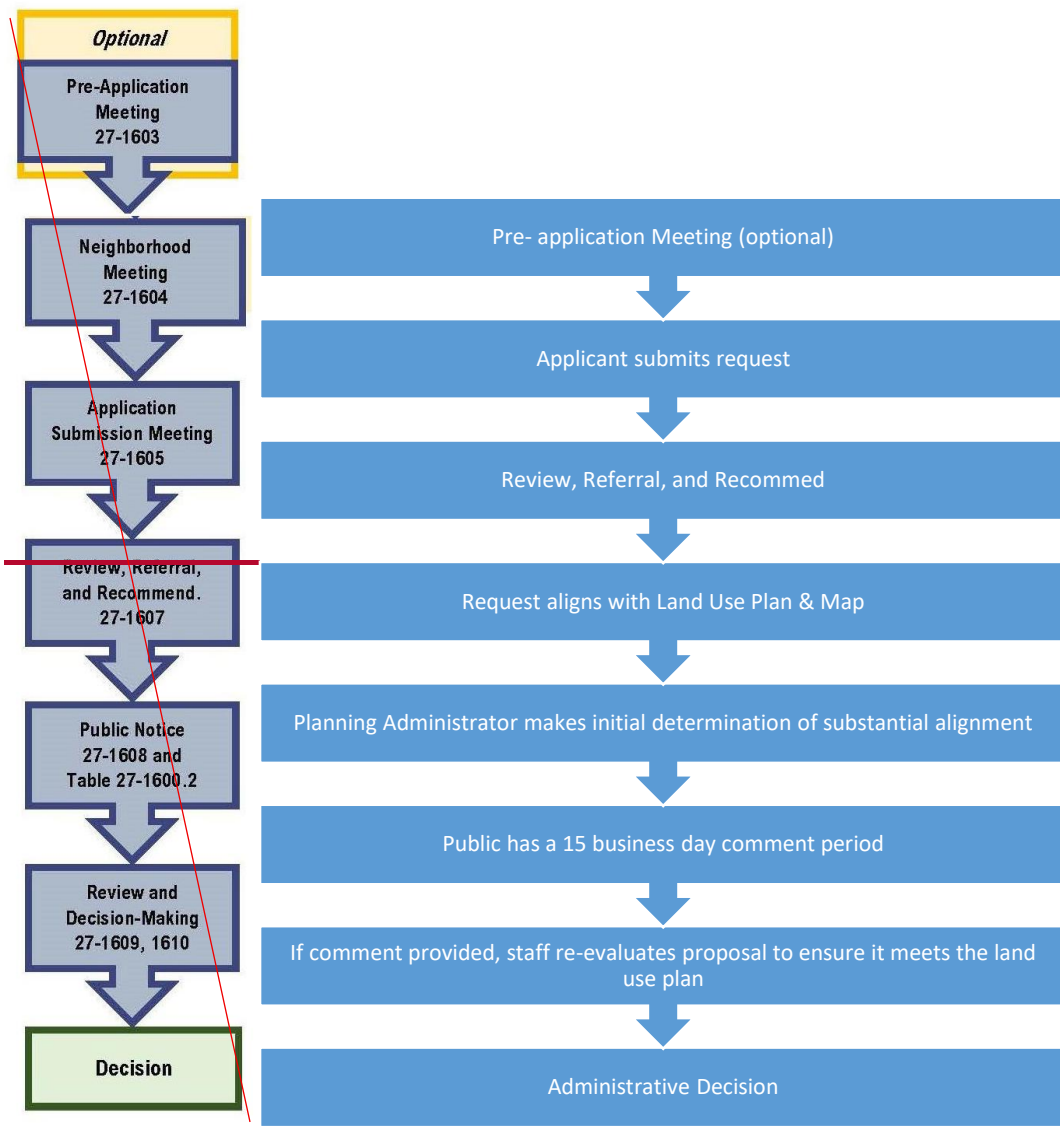 Optional
Pre-Application
Meeting
27-1603
Neighborhood
Meeting
27-1604
Application
Submission Meeting
27-1605
Review, Referral,
and Recommend.
27-1607
Public Notice
27-1608 and
Table 27-1600.2
Review and
Decision-Making
27-1609, 1610
Decision
Pre- application Meeting (optional)
Applicant submits request
Review, Referral, and Recommed
Request aligns with Land Use Plan & Map
Planning Administrator makes initial determination of substantial alignment
Public has a 15 business day comment period
If comment provided, staff re-evaluates proposal to ensure it meets the land
use plan
Administrative Decision